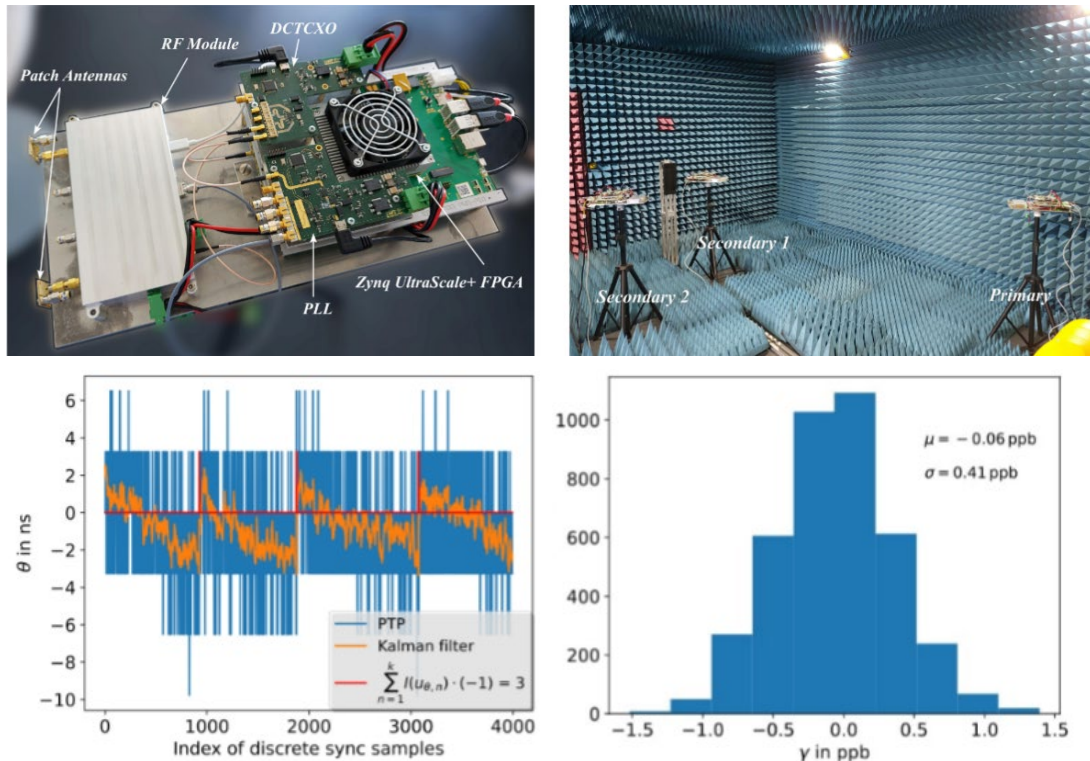 DCTCXO
RF Module
Patch Antennas
Zynq UltraScale+ FPGA
PLL
Secondary 1
Secondary 2
Primary
6
4
2
0
−2
−4
−6
−8
−10
θ in ns
PTP
Kalman filter
∑ₙ₌₁ᵏ I(u_θ,n)·(−1) = 3
0 1000 2000 3000 4000
Index of discrete sync samples
1000
800
600
400
200
0
μ = −0.06 ppb
σ = 0.41 ppb
−1.5 −1.0 −0.5 0.0 0.5 1.0 1.5
γ in ppb